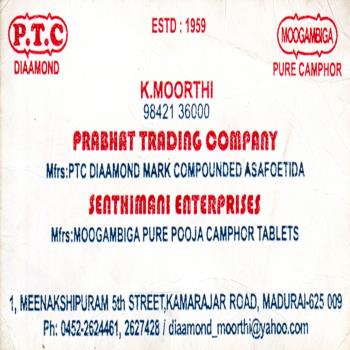 P.T.C
DIAAMOND
ESTD : 1959
MOOGAMBIGA
PURE CAMPHOR
K.MOORTHI
98421 36000
PRABHAT TRADING COMPANY
Mfrs:PTC DIAAMOND MARK COMPOUNDED ASAFOETIDA
SENTHIMANI ENTERPRISES
Mfrs:MOOGAMBIGA PURE POOJA CAMPHOR TABLETS
1, MEENAKSHIPURAM 5th STREET,KAMARAJAR ROAD, MADURAI-625 009
Ph: 0452-2624461, 2627428 / diaamond_moorthi@yahoo.com